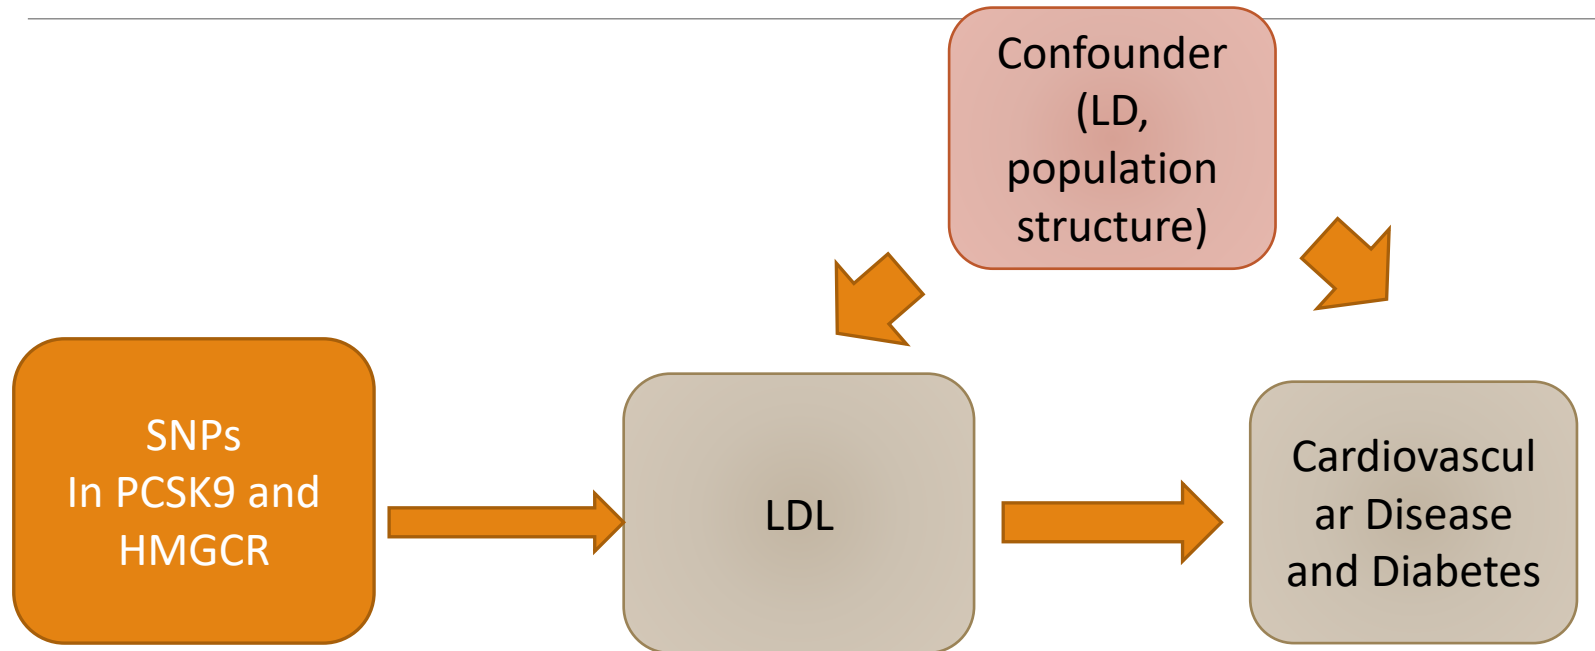 Confounder
(LD,
population
structure)
SNPs
In PCSK9 and
HMGCR
LDL
Cardiovascul
ar Disease
and Diabetes